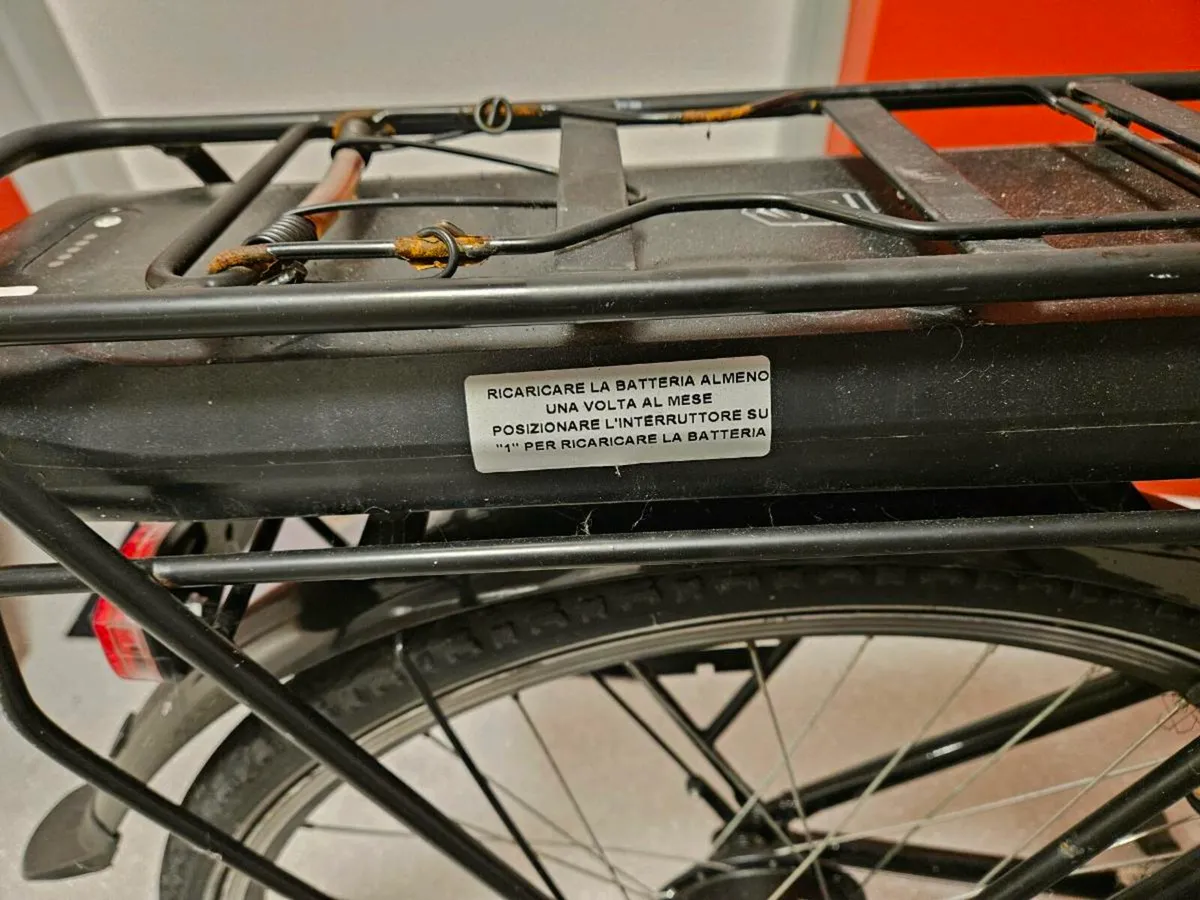 RICARICARE LA BATTERIA ALMENO
UNA VOLTA AL MESE
POSIZIONARE L'INTERRUTTORE SU
"1" PER RICARICARE LA BATTERIA